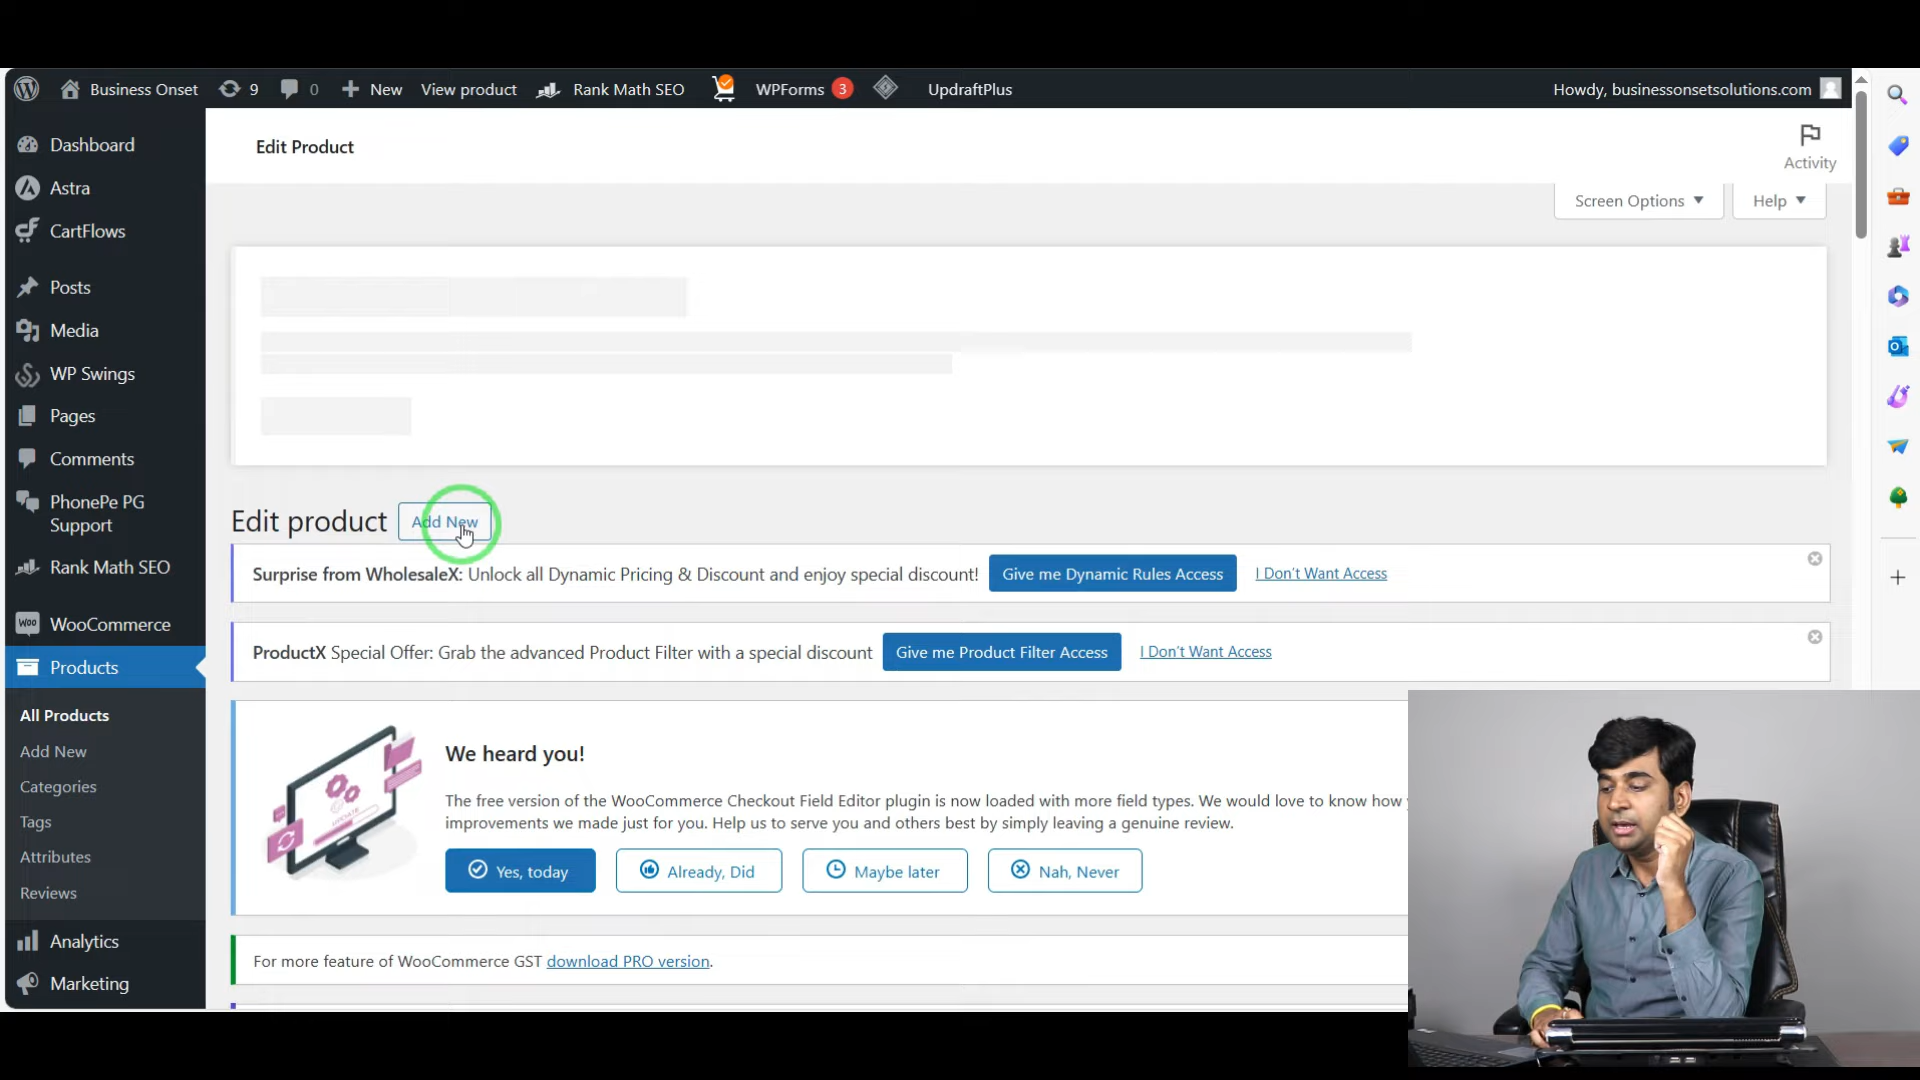 Business Onset 9 0 New View product Rank Math SEO WPForms 3 UpdraftPlus Howdy, businessonsetsolutions.com
Dashboard
Astra
CartFlows
Posts
Media
WP Swings
Pages
Comments
PhonePe PG
Support
Rank Math SEO
WooCommerce
Products
All Products
Add New
Categories
Tags
Attributes
Reviews
Analytics
Marketing
Edit Product
Activity
Screen Options
Help
Edit product
Add New
Surprise from WholesaleX: Unlock all Dynamic Pricing & Discount and enjoy special discount! Give me Dynamic Rules Access I Don't Want Access
ProductX Special Offer: Grab the advanced Product Filter with a special discount Give me Product Filter Access I Don't Want Access
We heard you!
The free version of the WooCommerce Checkout Field Editor plugin is now loaded with more field types. We would love to know how
improvements we made just for you. Help us to serve you and others best by simply leaving a genuine review.
Yes, today
Already, Did
Maybe later
Nah, Never
For more feature of WooCommerce GST download PRO version.